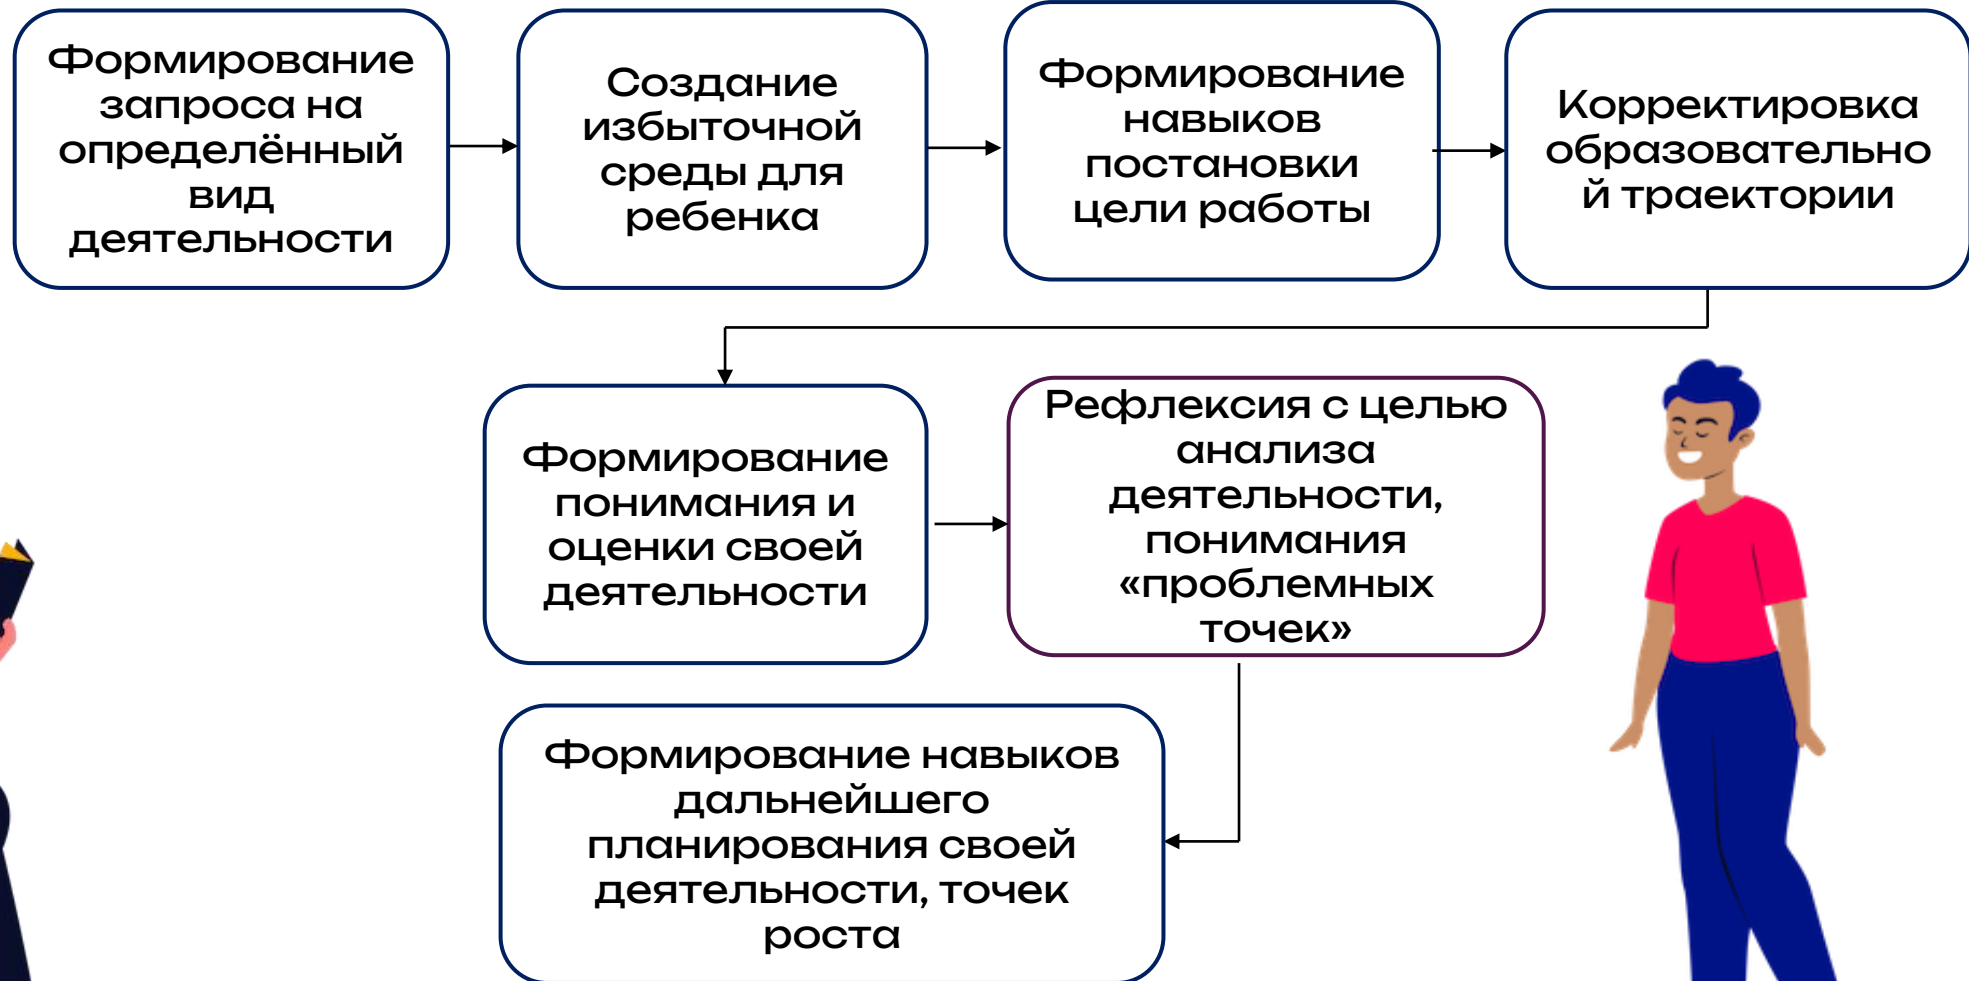 Формирование
запроса на
определённый
вид
деятельности
Создание
избыточной
среды для
ребенка
Формирование
навыков
постановки
цели работы
Корректировка
образовательно
й траектории
Формирование
понимания и
оценки своей
деятельности
Рефлексия с целью
анализа
деятельности,
понимания
«проблемных
точек»
Формирование навыков
дальнейшего
планирования своей
деятельности, точек
роста